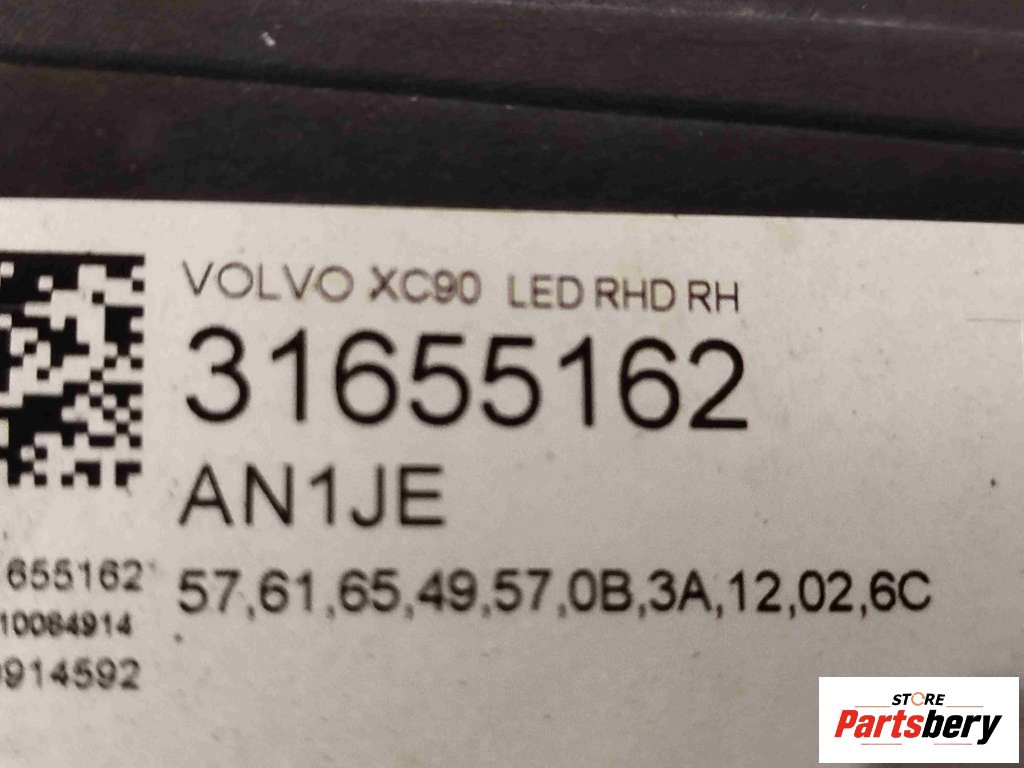 VOLVO XC90 LED RHD RH
31655162
AN1JE
655162
57,61,65,49,57,0B,3A,12,02,6C
10084914
914592
STORE
Partsbery